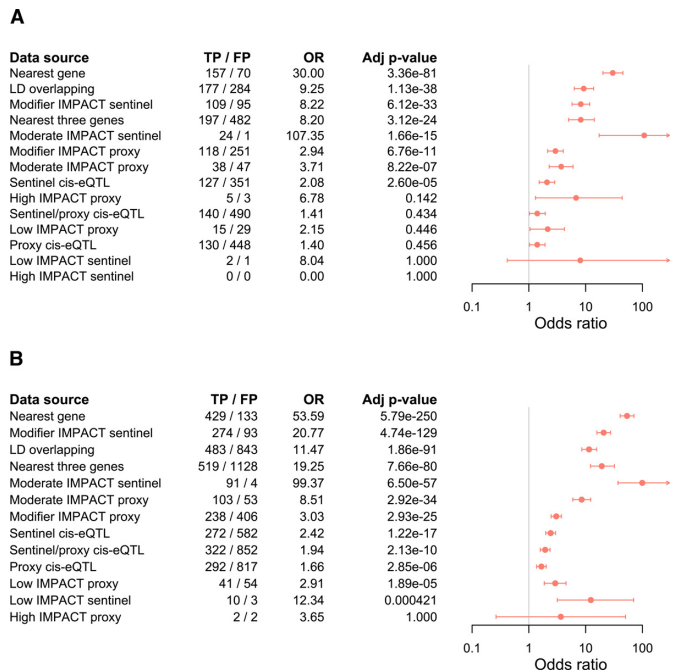 A
Data source TP / FP OR Adj p-value
Nearest gene 157 / 70 30.00 3.36e-81
LD overlapping 177 / 284 9.25 1.13e-38
Modifier IMPACT sentinel 109 / 95 8.22 6.12e-33
Nearest three genes 197 / 482 8.20 3.12e-24
Moderate IMPACT sentinel 24 / 1 107.35 1.66e-15
Modifier IMPACT proxy 118 / 251 2.94 6.76e-11
Moderate IMPACT proxy 38 / 47 3.71 8.22e-07
Sentinel cis-eQTL 127 / 351 2.08 2.60e-05
High IMPACT proxy 5 / 3 6.78 0.142
Sentinel/proxy cis-eQTL 140 / 490 1.41 0.434
Low IMPACT proxy 15 / 29 2.15 0.446
Proxy cis-eQTL 130 / 448 1.40 0.456
Low IMPACT sentinel 2 / 1 8.04 1.000
High IMPACT sentinel 0 / 0 0.00 1.000
0.1 1 10 100
Odds ratio
B
Data source TP / FP OR Adj p-value
Nearest gene 429 / 133 53.59 5.79e-250
Modifier IMPACT sentinel 274 / 93 20.77 4.74e-129
LD overlapping 483 / 843 11.47 1.86e-91
Nearest three genes 519 / 1128 19.25 7.66e-80
Moderate IMPACT sentinel 91 / 4 99.37 6.50e-57
Moderate IMPACT proxy 103 / 53 8.51 2.92e-34
Modifier IMPACT proxy 238 / 406 3.03 2.93e-25
Sentinel cis-eQTL 272 / 582 2.42 1.22e-17
Sentinel/proxy cis-eQTL 322 / 852 1.94 2.13e-10
Proxy cis-eQTL 292 / 817 1.66 2.85e-06
Low IMPACT proxy 41 / 54 2.91 1.89e-05
Low IMPACT sentinel 10 / 3 12.34 0.000421
High IMPACT proxy 2 / 2 3.65 1.000
0.1 1 10 100
Odds ratio